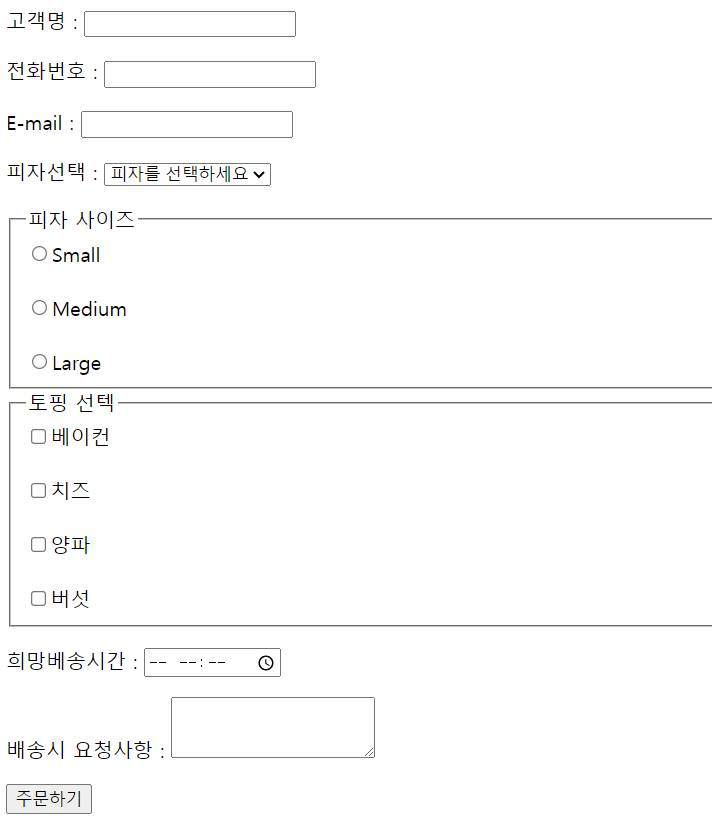 고객명 :
전화번호 :
E-mail :
피자선택 : 피자를 선택하세요
피자 사이즈
Small
Medium
Large
토핑 선텍
베이컨
치즈
양파
버섯
희망배송시간 : -- --:--
배송시 요청사항 :
주문하기